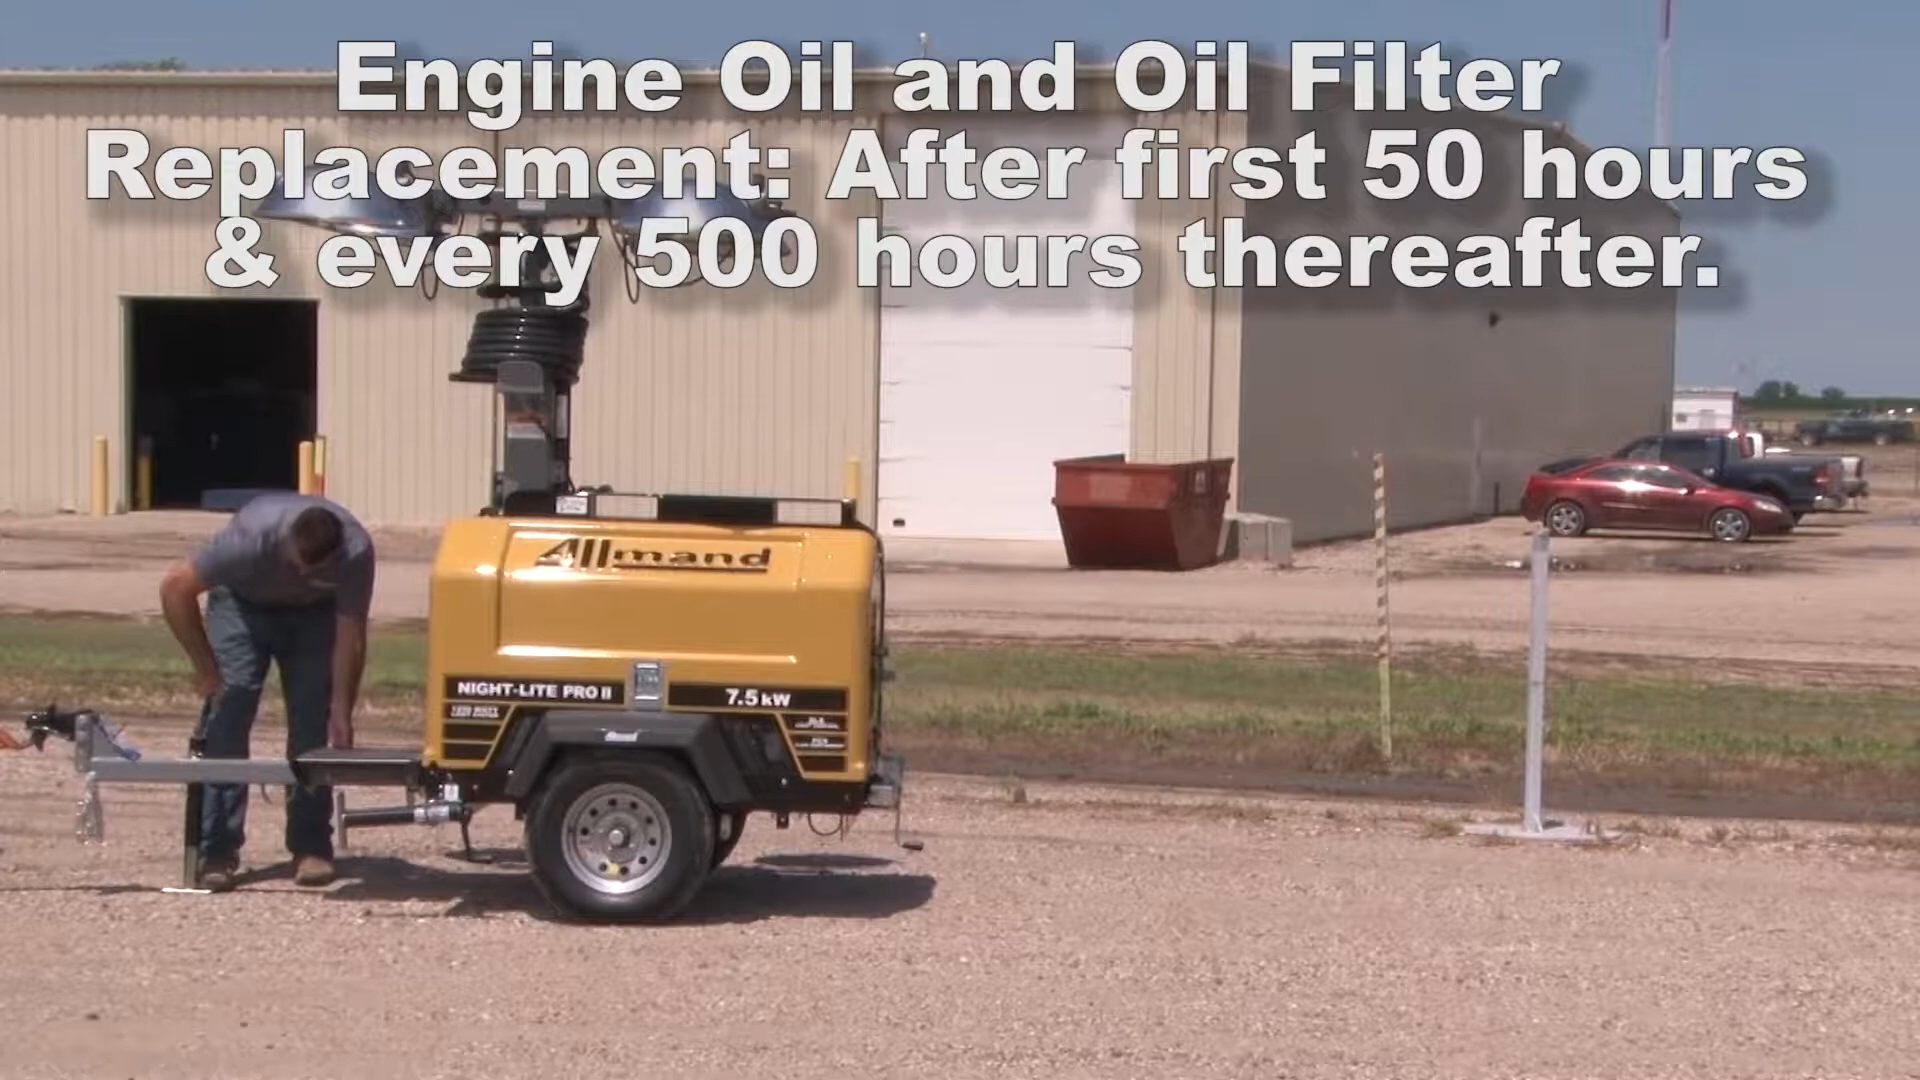 Engine Oil and Oil Filter
Replacement: After first 50 hours
& every 500 hours thereafter.
Allmand
NIGHT-LITE PRO II
7.5 kW